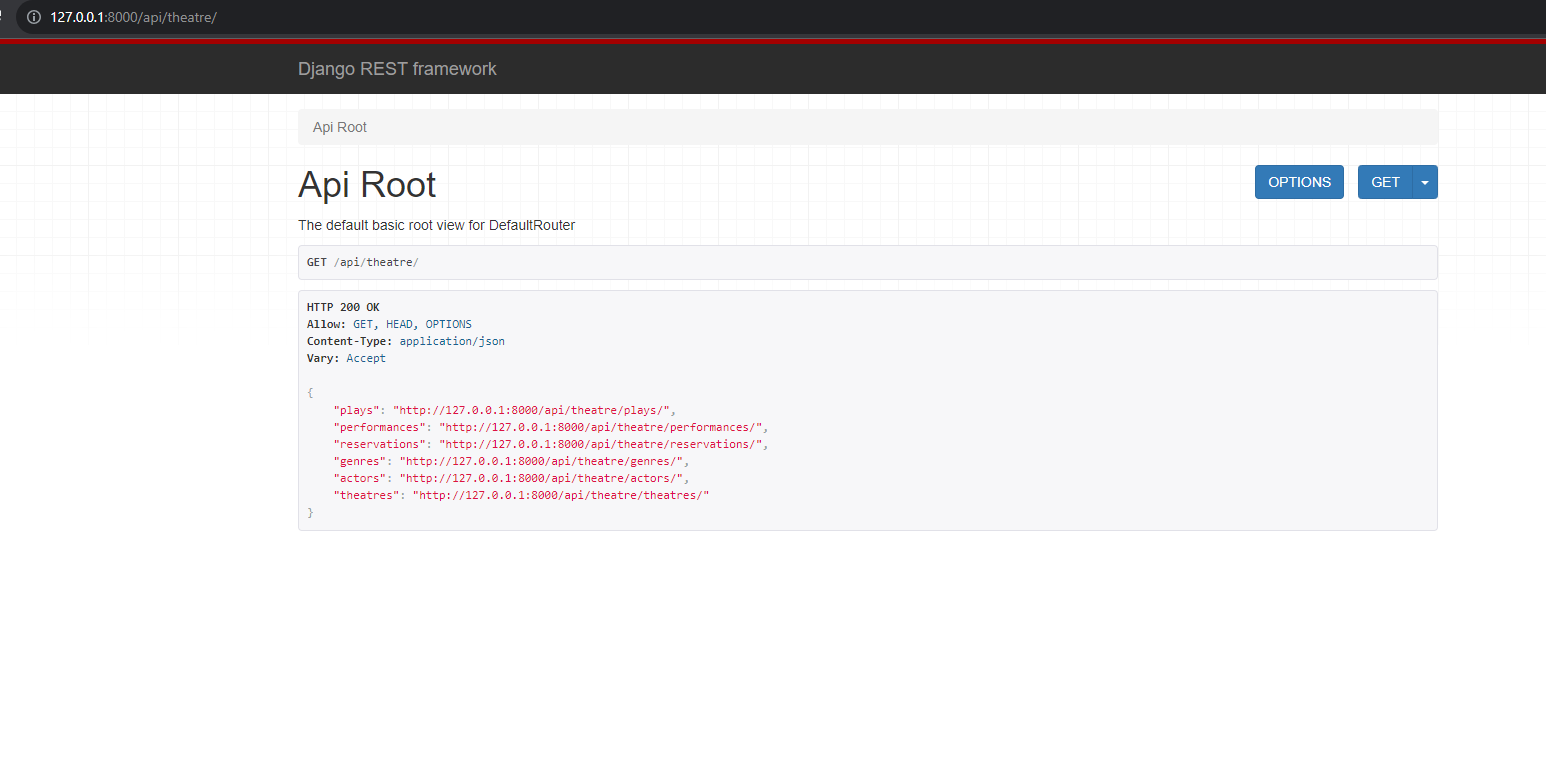 127.0.0.1:8000/api/theatre/
Django REST framework
Api Root
Api Root
OPTIONS
GET
The default basic root view for DefaultRouter
GET /api/theatre/
HTTP 200 OK
Allow: GET, HEAD, OPTIONS
Content-Type: application/json
Vary: Accept
{
"plays": "http://127.0.0.1:8000/api/theatre/plays/",
"performances": "http://127.0.0.1:8000/api/theatre/performances/",
"reservations": "http://127.0.0.1:8000/api/theatre/reservations/",
"genres": "http://127.0.0.1:8000/api/theatre/genres/",
"actors": "http://127.0.0.1:8000/api/theatre/actors/",
"theatres": "http://127.0.0.1:8000/api/theatre/theatres/"
}